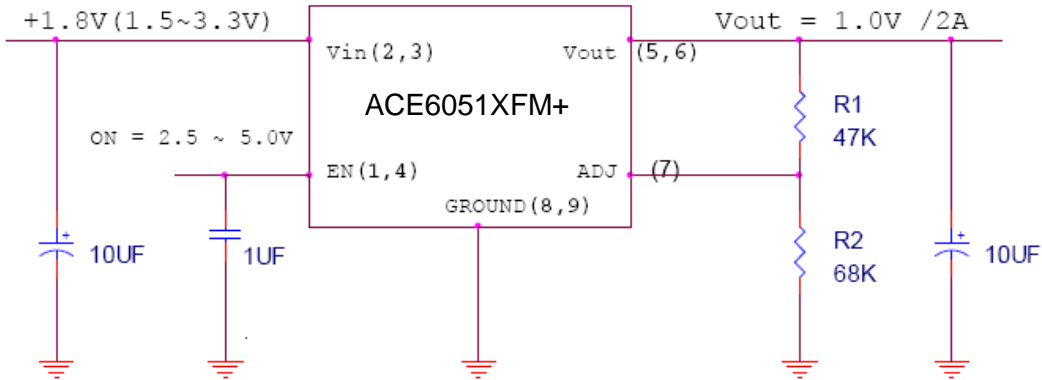 +1.8V(1.5~3.3V)
Vout = 1.0V /2A
Vin(2,3)
Vout (5,6)
ACE6051XFM+
R1
47K
ON = 2.5 ~ 5.0V
EN(1,4)
ADJ (7)
GROUND(8,9)
+
10UF
1UF
R2
68K
+
10UF